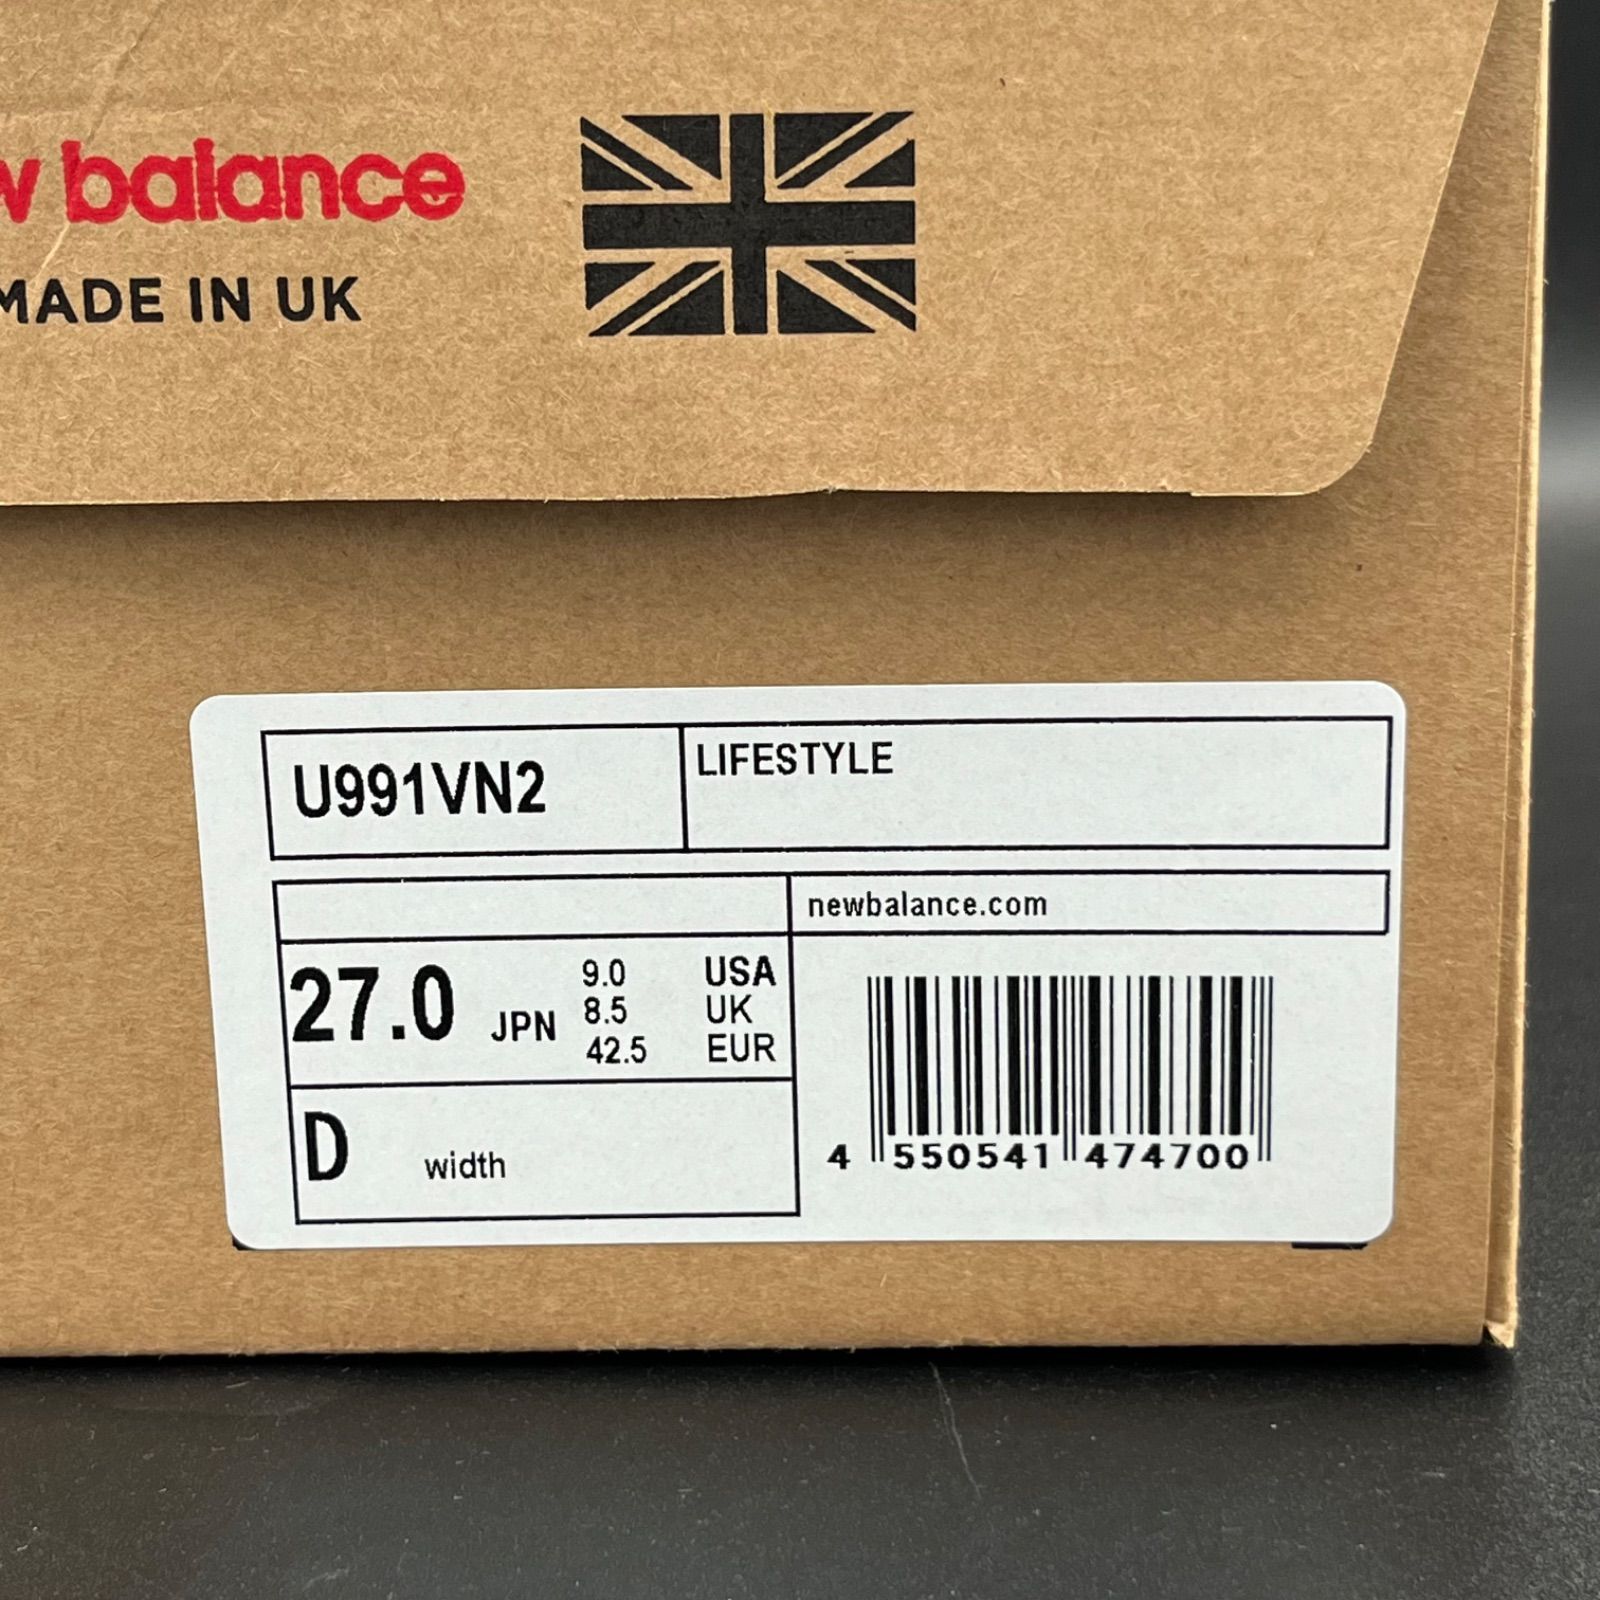 w balance
MADE IN UK
U991VN2
LIFESTYLE
newbalance.com
27.0 JPN
9.0 USA
8.5 UK
42.5 EUR
D width
4 550541 474700